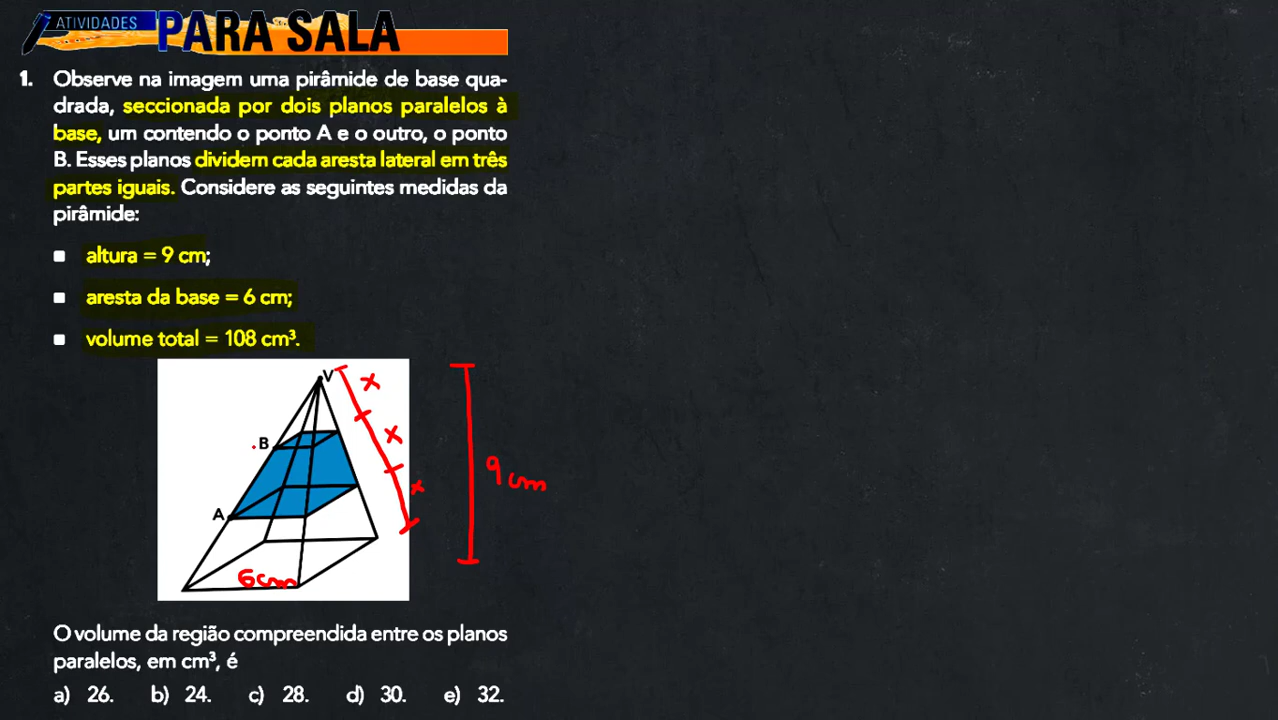 ATIVIDADES PARA SALA
1. Observe na imagem uma pirâmide de base qua-
drada, seccionada por dois planos paralelos à
base, um contendo o ponto A e o outro, o ponto
B. Esses planos dividem cada aresta lateral em três
partes iguais. Considere as seguintes medidas da
pirâmide:
altura = 9 cm;
aresta da base = 6 cm;
volume total = 108 cm³.
V
x
B
x
9 cm
x
A
6cm
O volume da região compreendida entre os planos
paralelos, em cm³, é
a) 26. b) 24. c) 28. d) 30. e) 32.